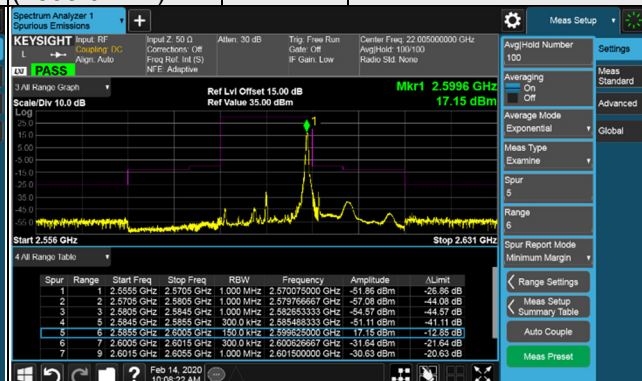 Spectrum Analyzer 1
Spurious Emissions
Meas Setup
KEYSIGHT
L
Input: RF
Coupling: DC
Align: Auto
Input Z: 50 Ω
Corrections: Off
Freq Ref: Int (S)
NFE: Adaptive
Atten: 30 dB
Trig: Free Run
Gate: Off
IF Gain: Low
Center Freq: 22.005000000 GHz
Avg|Hold: 100/100
Radio Std: None
PASS
3 All Range Graph
Scale/Div 10.0 dB
Ref Lvl Offset 15.00 dB
Ref Value 35.00 dBm
Mkr1 2.5996 GHz
17.15 dBm
Log
25.0
15.0
5.00
-5.00
-15.0
-25.0
-35.0
-45.0
-55.0
1
Start 2.556 GHz
Stop 2.631 GHz
4 All Range Table
Spur Range Start Freq Stop Freq RBW Frequency Amplitude ΔLimit
1 1 2.5555 GHz 2.5705 GHz 1.000 MHz 2.570075000 GHz -51.86 dBm -26.86 dB
2 2 2.5705 GHz 2.5805 GHz 1.000 MHz 2.579766667 GHz -57.08 dBm -44.08 dB
3 3 2.5805 GHz 2.5845 GHz 1.000 MHz 2.582653333 GHz -54.57 dBm -44.57 dB
4 5 2.5845 GHz 2.5855 GHz 300.0 kHz 2.585488333 GHz -51.11 dBm -41.11 dB
5 6 2.5855 GHz 2.6005 GHz 150.0 kHz 2.599625000 GHz 17.15 dBm -12.85 dB
6 7 2.6005 GHz 2.6015 GHz 300.0 kHz 2.600626667 GHz -31.64 dBm -21.64 dB
7 9 2.6015 GHz 2.6055 GHz 1.000 MHz 2.601500000 GHz -30.63 dBm -20.63 dB
Feb 14, 2020
10:08:22 AM
Avg|Hold Number
100
Averaging
On
Off
Average Mode
Exponential
Meas Type
Examine
Spur
5
Range
6
Spur Report Mode
Minimum Margin
Range Settings
Meas Setup
Summary Table
Auto Couple
Meas Preset
Settings
Meas
Standard
Advanced
Global